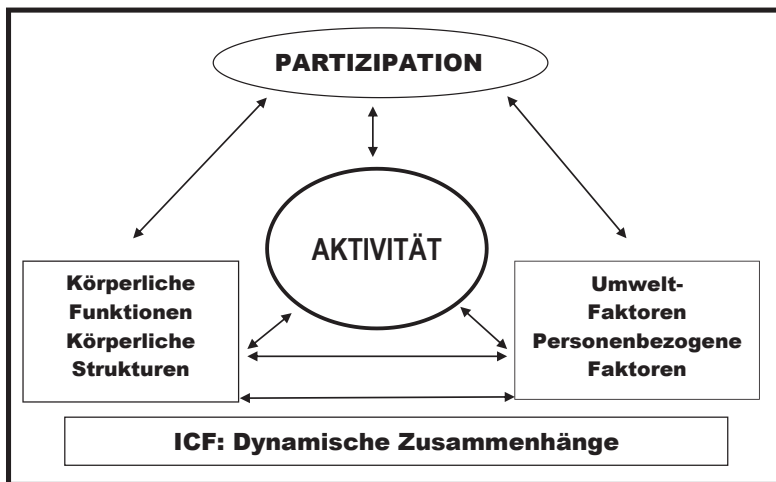 PARTIZIPATION
AKTIVITÄT
Körperliche
Funktionen
Körperliche
Strukturen
Umwelt-
Faktoren
Personenbezogene
Faktoren
ICF: Dynamische Zusammenhänge